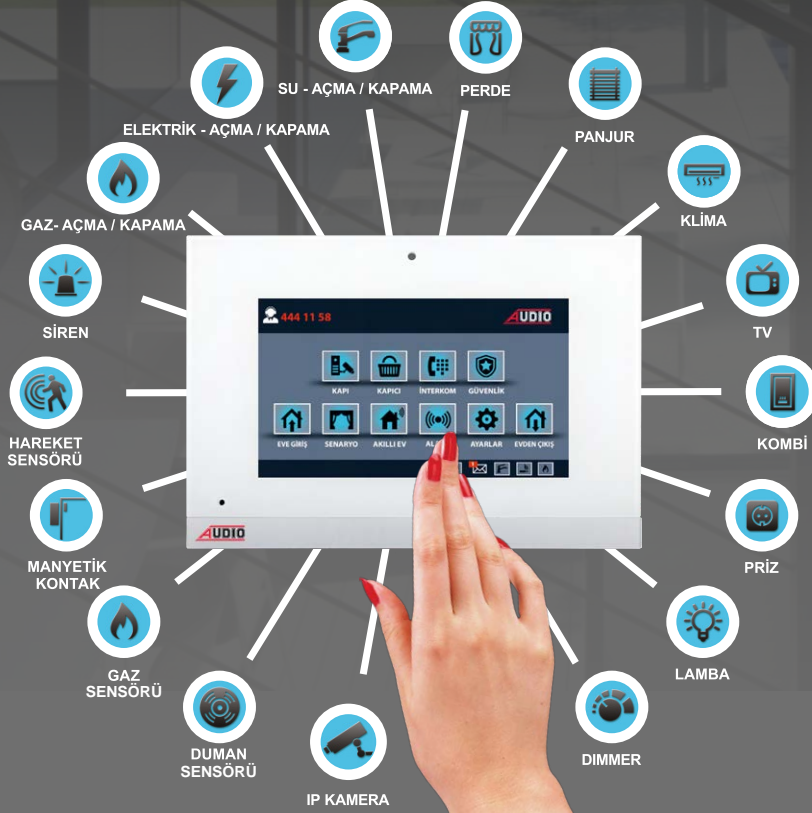 SU - AÇMA / KAPAMA
PERDE
ELEKTRİK - AÇMA / KAPAMA
PANJUR
GAZ- AÇMA / KAPAMA
KLİMA
SİREN
TV
HAREKET
SENSÖRÜ
KOMBİ
MANYETİK
KONTAK
PRİZ
GAZ
SENSÖRÜ
LAMBA
DUMAN
SENSÖRÜ
DIMMER
IP KAMERA
444 11 58
AUDIO
KAPI
KAPICI
İNTERKOM
GÜVENLİK
EVE GİRİŞ
SENARYO
AKILLI EV
AYARLAR
EVDEN ÇIKIŞ
AUDIO